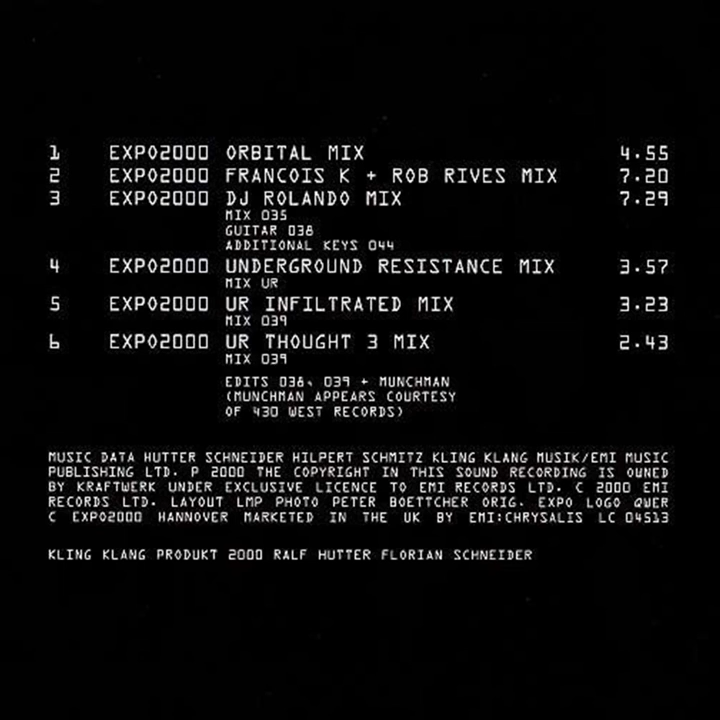 1 EXPO2000 ORBITAL MIX 4.55
2 EXPO2000 FRANCOIS K + ROB RIVES MIX 7.20
3 EXPO2000 DJ ROLANDO MIX 7.29
MIX 035
GUITAR 038
ADDITIONAL KEYS 044
4 EXPO2000 UNDERGROUND RESISTANCE MIX 3.57
MIX UR
5 EXPO2000 UR INFILTRATED MIX 3.23
MIX 039
6 EXPO2000 UR THOUGHT 3 MIX 2.43
MIX 039
EDITS 038, 039 + MUNCHMAN
(MUNCHMAN APPEARS COURTESY
OF 430 WEST RECORDS)
MUSIC DATA HUTTER SCHNEIDER HILPERT SCHMITZ KLING KLANG MUSIK/EMI MUSIC
PUBLISHING LTD. P 2000 THE COPYRIGHT IN THIS SOUND RECORDING IS OWNED
BY KRAFTWERK UNDER EXCLUSIVE LICENCE TO EMI RECORDS LTD. C 2000 EMI
RECORDS LTD. LAYOUT LMP PHOTO PETER BOETTCHER ORIG. EXPO LOGO QWER
C EXPO2000 HANNOVER MARKETED IN THE UK BY EMI:CHRYSALIS LC 04513
KLING KLANG PRODUKT 2000 RALF HUTTER FLORIAN SCHNEIDER